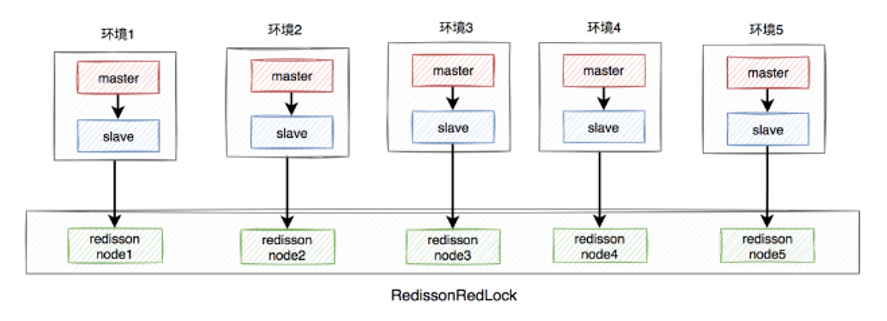 环境1
环境2
环境3
环境4
环境5
master
master
master
master
master
slave
slave
slave
slave
slave
redisson
node1
redisson
node2
redisson
node3
redisson
node4
redisson
node5
RedissonRedLock